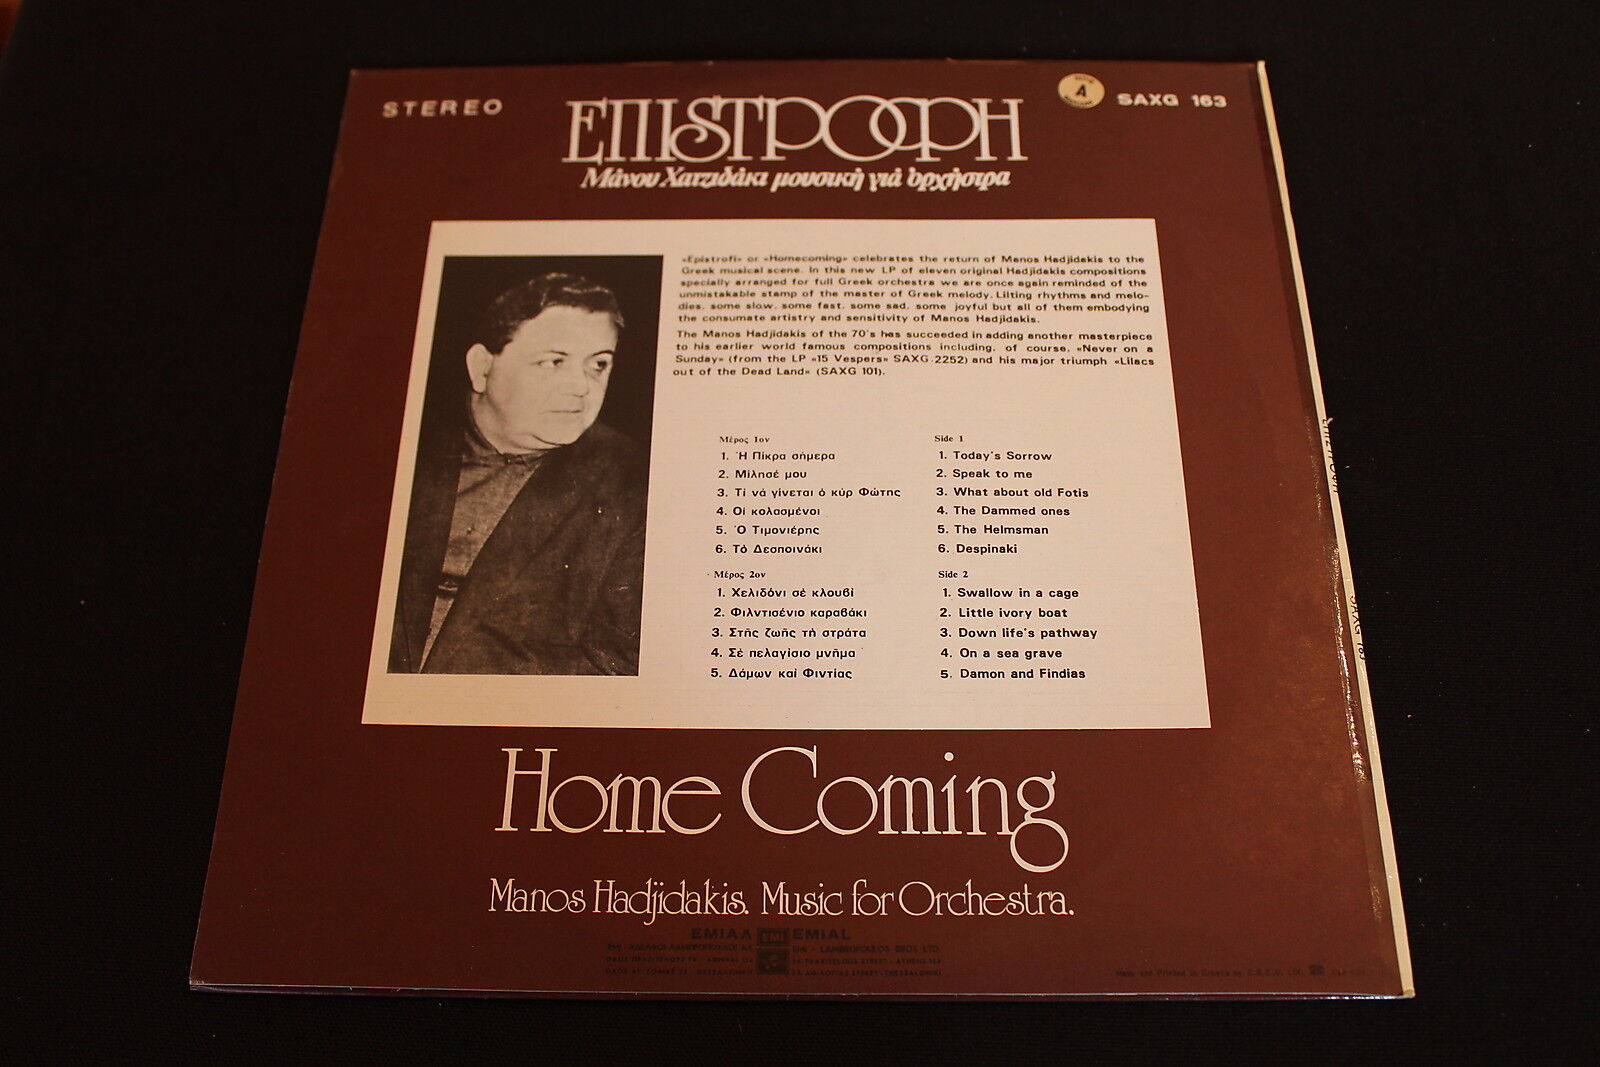 STEREO
ΕΠΙSΤΡΟΦΗ
SAXG 163
A
Μάνου Χατζιδάκι μουσική γιά όρχήστρα
«Epistrofi» or «Homecoming» celebrates the return of Manos Hadjidakis to the
Greek musical scene. In this new LP of eleven original Hadjidakis compositions
specially arranged for full Greek orchestra we are once again reminded of the
unmistakable stamp of the master of Greek melody. Lilting rhythms and melo-
dies, some slow, some fast, some sad, some joyful but all of them embodying
the consumate artistry and sensitivity of Manos Hadjidakis.
The Manos Hadjidakis of the 70's has succeeded in adding another masterpiece
to his earlier world famous compositions including, of course, «Never on a
Sunday» (from the LP «15 Vespers» SAXG 2252) and his major triumph «Lilacs
out of the Dead Land» (SAXG 101).
Μέρος 1ον
1. Ἡ Πίκρα σήμερα
2. Μίλησέ μου
3. Τί νά γίνεται ὁ κύρ Φώτης
4. Οἱ κολασμένοι
5. Ὁ Τιμονιέρης
6. Τό Δεσποινάκι
Μέρος 2ον
1. Χελιδόνι σέ κλουβί
2. Φιλντισένιο καραβάκι
3. Στῆς ζωῆς τή στράτα
4. Σέ πελαγίσιο μνῆμα
5. Δάμων καί Φιντίας
Side 1
1. Today's Sorrow
2. Speak to me
3. What about old Fotis
4. The Dammed ones
5. The Helmsman
6. Despinaki
Side 2
1. Swallow in a cage
2. Little ivory boat
3. Down life's pathway
4. On a sea grave
5. Damon and Findias
Home Coming
Manos Hadjidakis. Music for Orchestra.
ΕΜΙΑΛ EMI EMIAL
EMI - LAMBROPOULOS BROS LTD.
SAXG 163